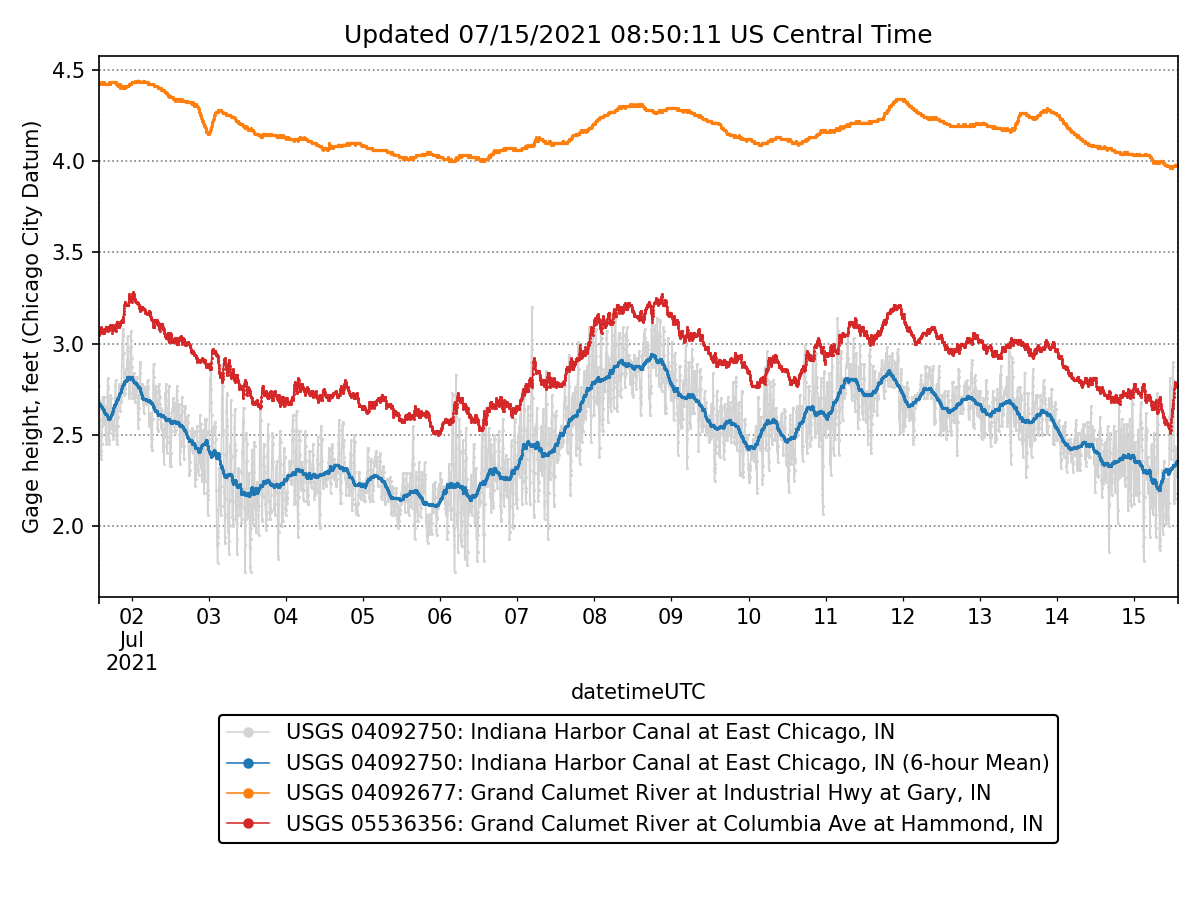 Updated 07/15/2021 08:50:11 US Central Time
Gage height, feet (Chicago City Datum)
4.5
4.0
3.5
3.0
2.5
2.0
02 03 04 05 06 07 08 09 10 11 12 13 14 15
Jul
2021
datetimeUTC
USGS 04092750: Indiana Harbor Canal at East Chicago, IN
USGS 04092750: Indiana Harbor Canal at East Chicago, IN (6-hour Mean)
USGS 04092677: Grand Calumet River at Industrial Hwy at Gary, IN
USGS 05536356: Grand Calumet River at Columbia Ave at Hammond, IN